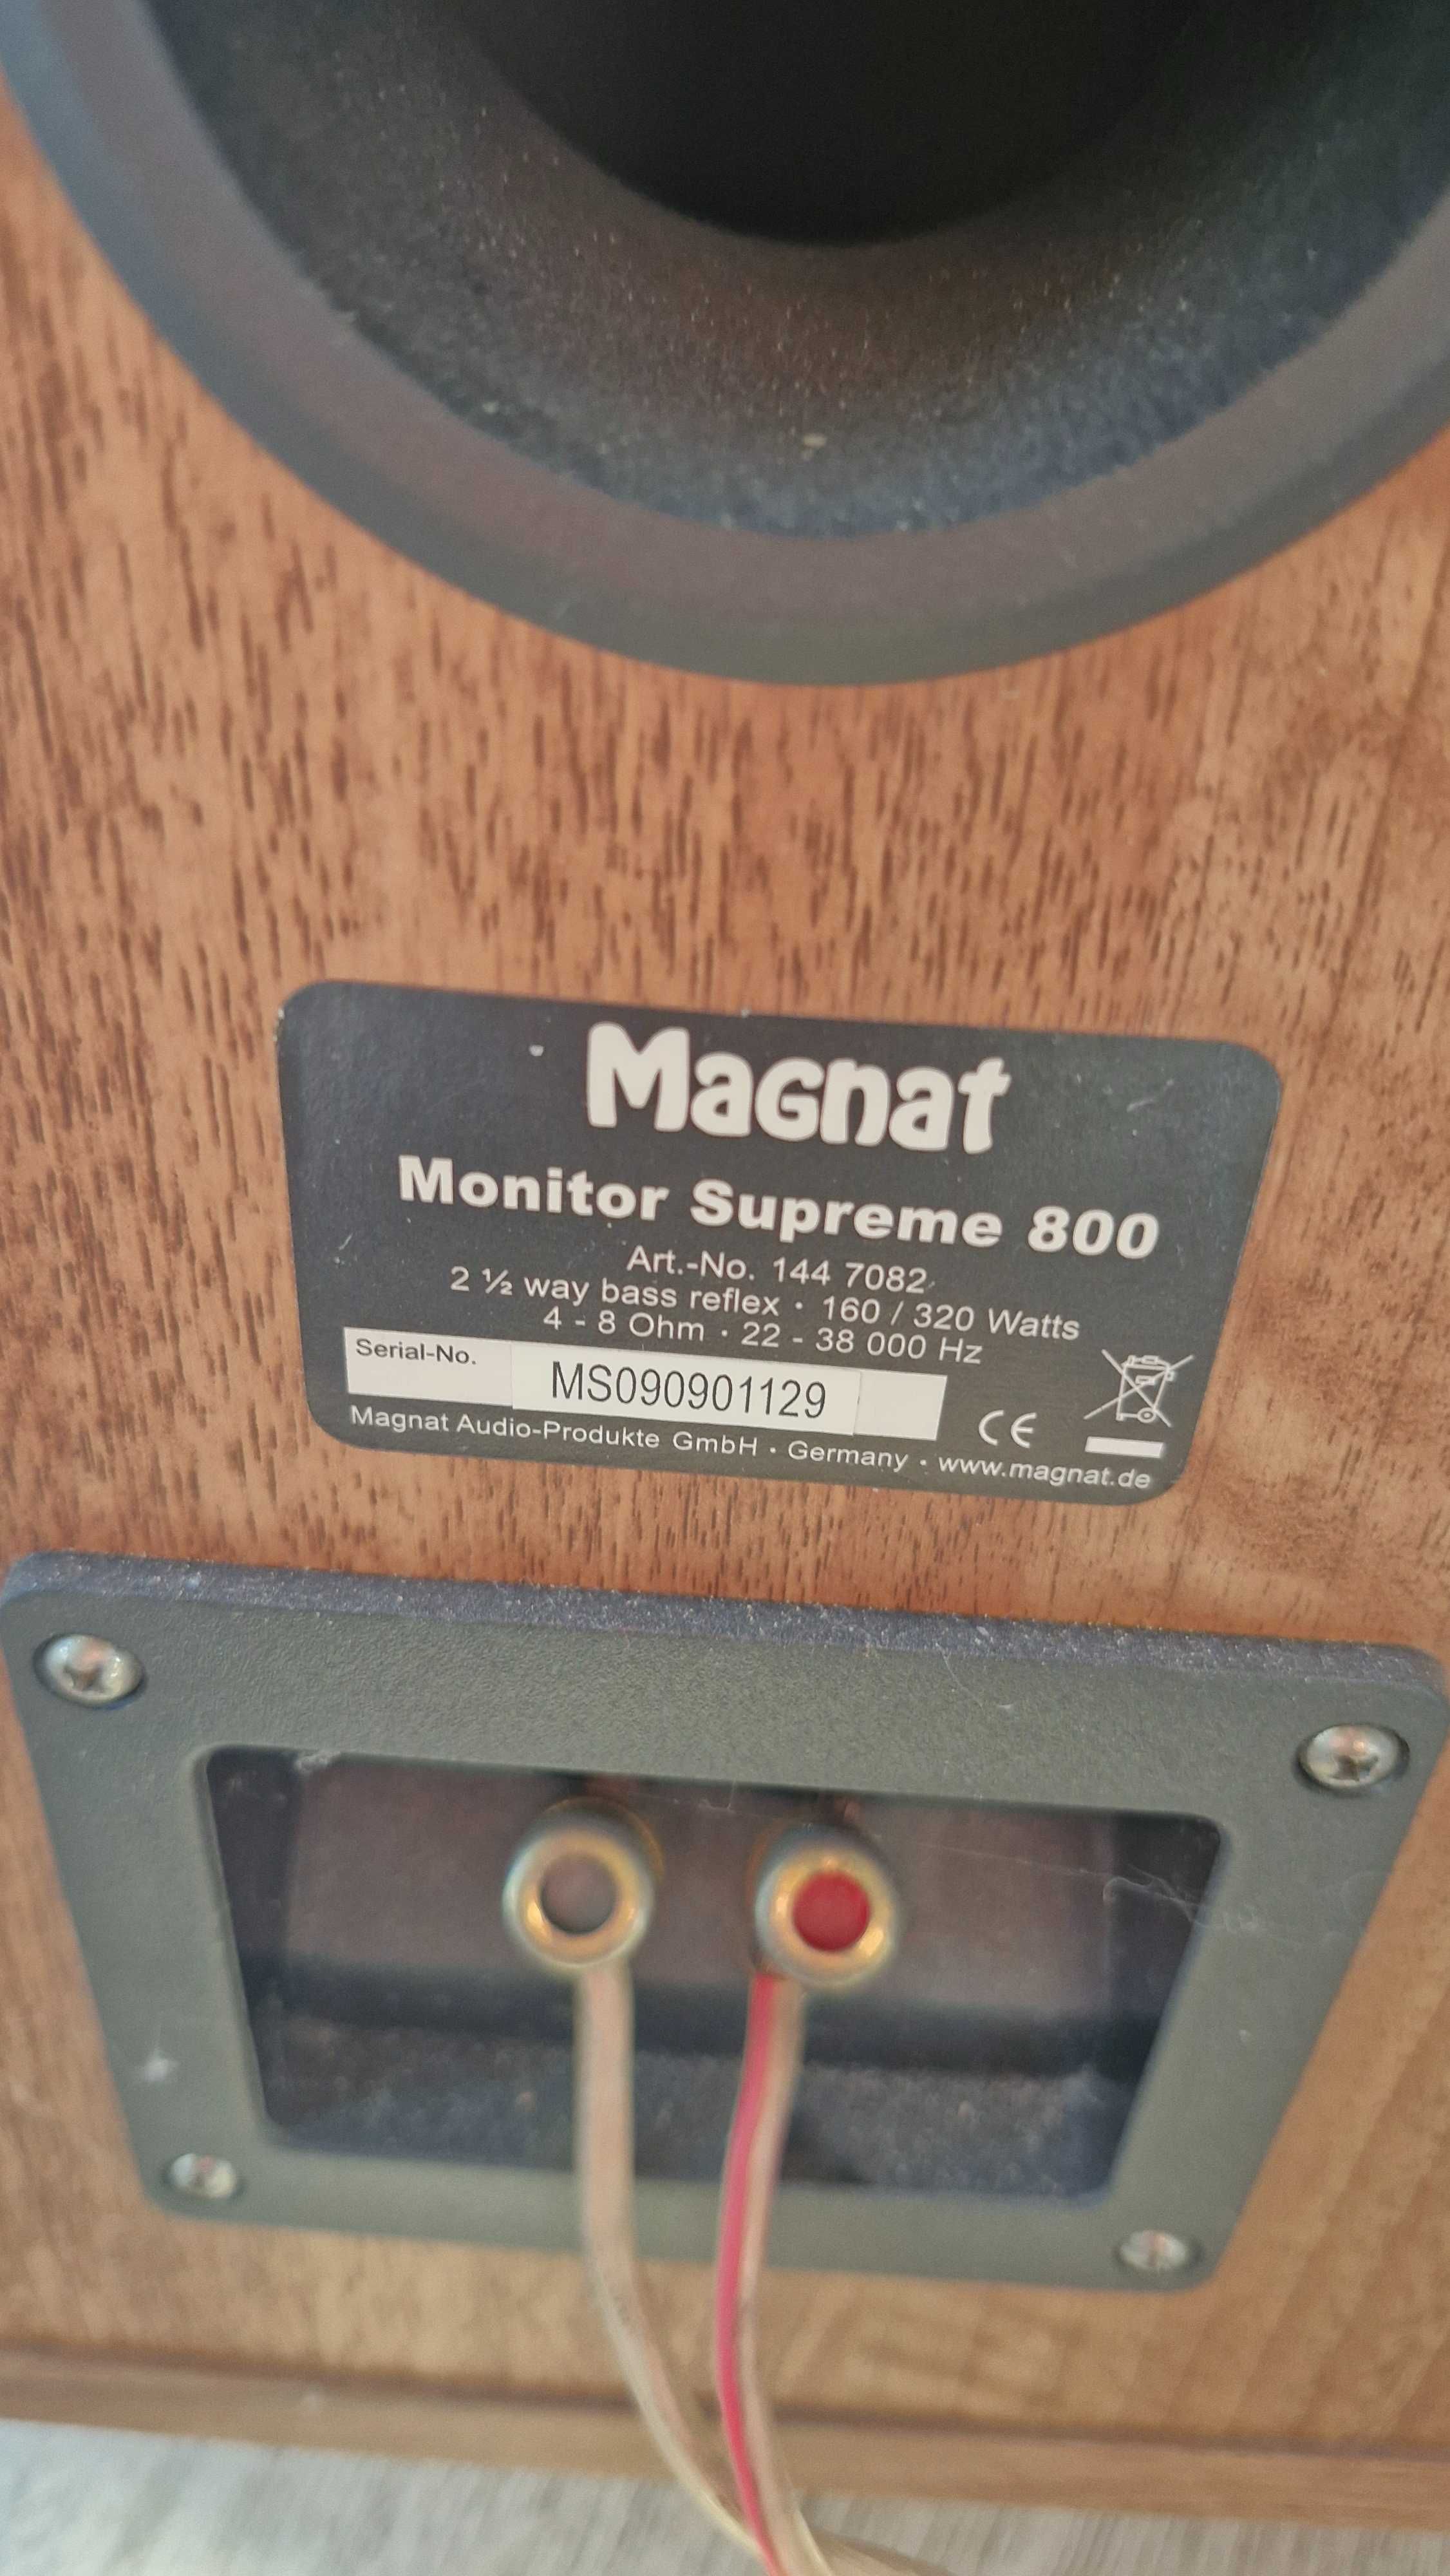 Magnat
Monitor Supreme 800
Art.-No. 144 7082
2 ½ way bass reflex · 160 / 320 Watts
4 - 8 Ohm · 22 - 38 000 Hz
Serial-No. MS090901129
CE
Magnat Audio-Produkte GmbH · Germany · www.magnat.de